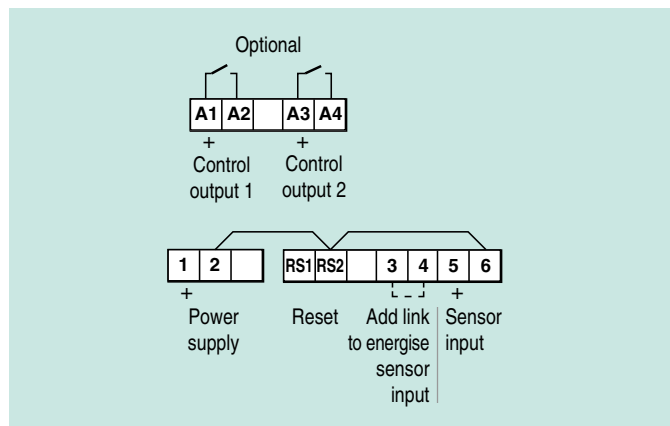 Optional
A1 A2 A3 A4
+ +
Control Control
output 1 output 2
1 2 RS1 RS2 3 4 5 6
+ +
Power Reset Add link Sensor
supply to energise input
sensor
input